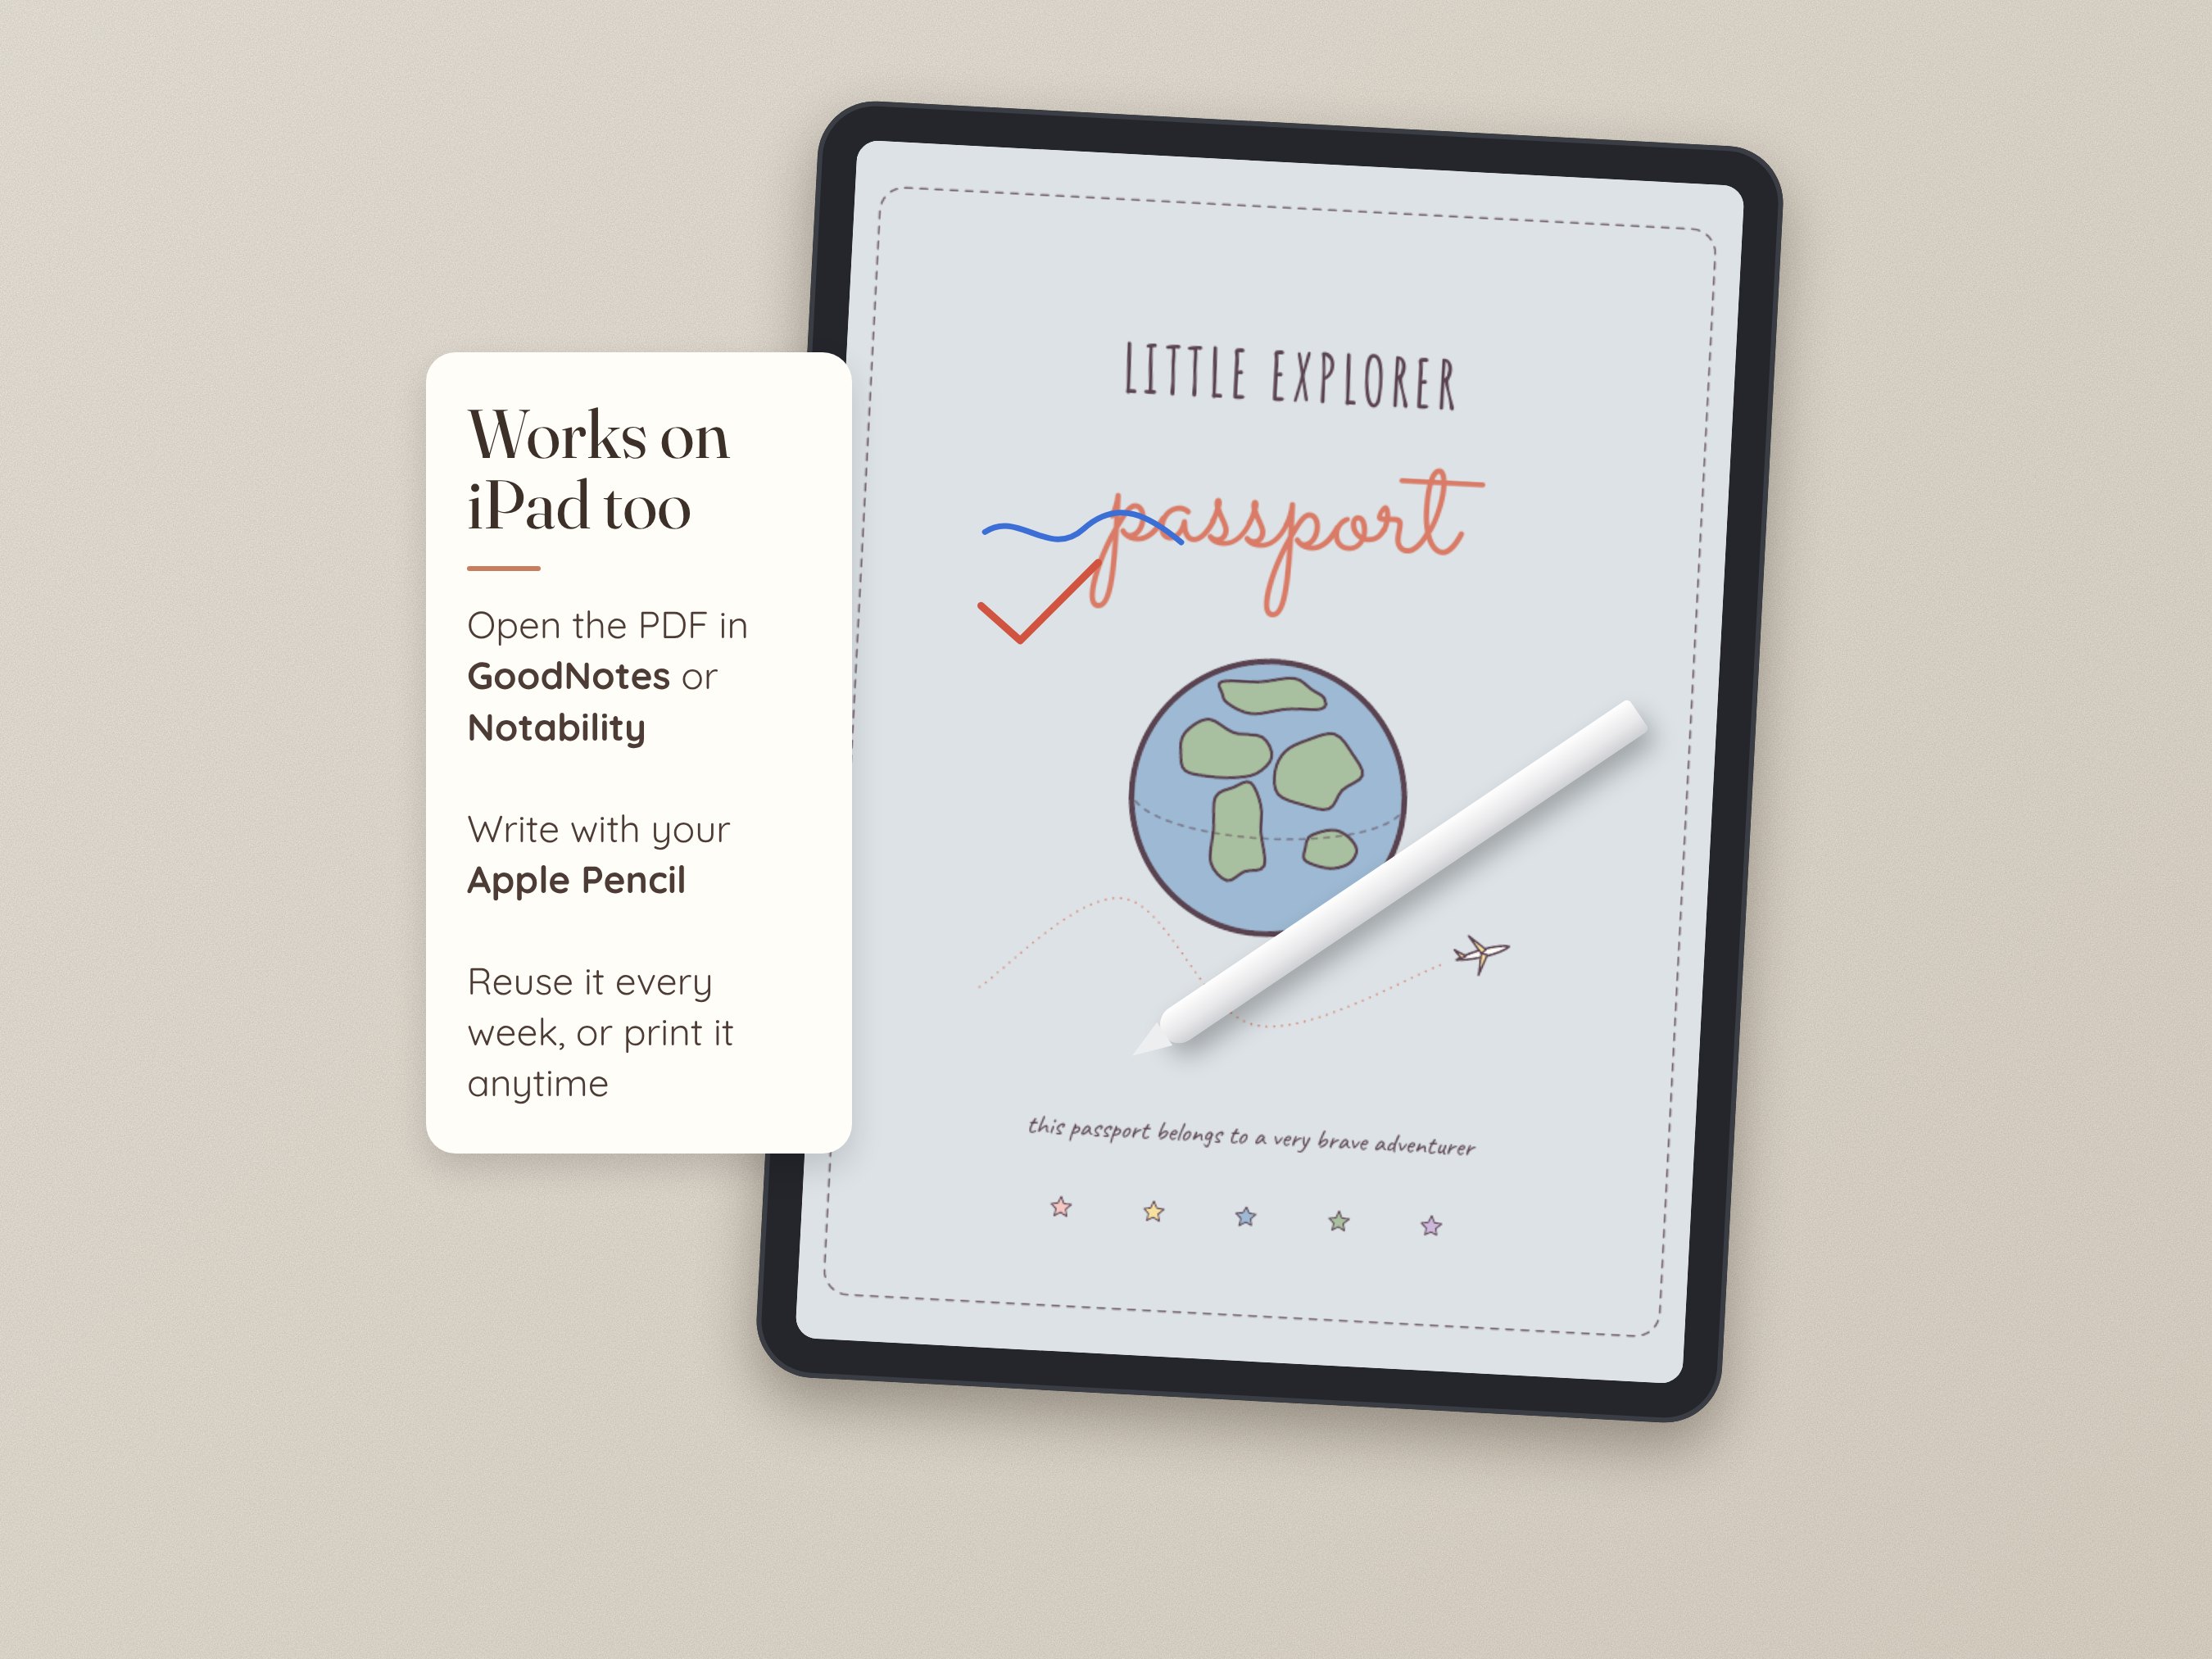 Works on
iPad too
Open the PDF in
GoodNotes or
Notability
Write with your
Apple Pencil
Reuse it every
week, or print it
anytime
LITTLE EXPLORER
passport
this passport belongs to a very brave adventurer